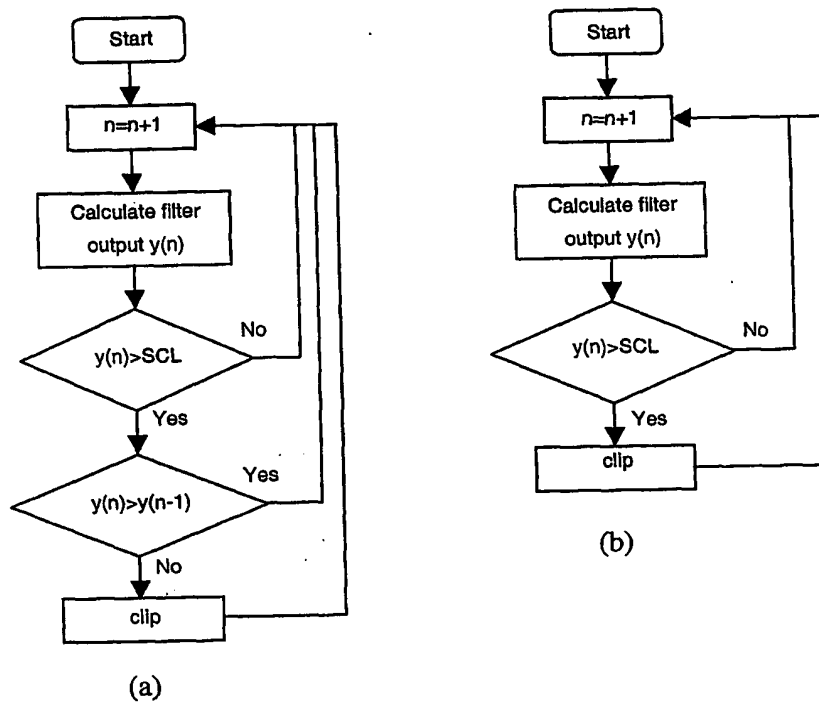 Start
n=n+1
Calculate filter
output y(n)
y(n)>SCL
No
Yes
y(n)>y(n-1)
Yes
No
clip
(a)
Start
n=n+1
Calculate filter
output y(n)
y(n)>SCL
No
Yes
clip
(b)